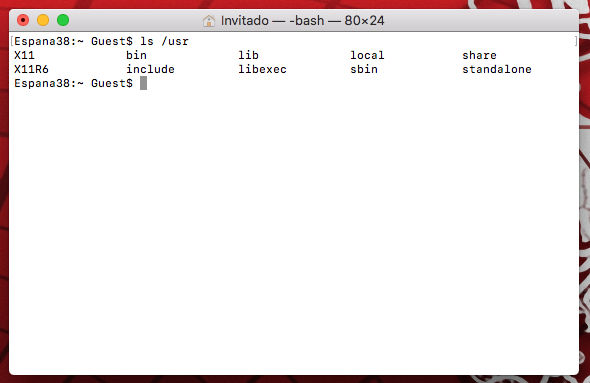 Invitado — -bash — 80×24
[Espana38:~ Guest$ ls /usr ]
X11 bin lib local share
X11R6 include libexec sbin standalone
Espana38:~ Guest$